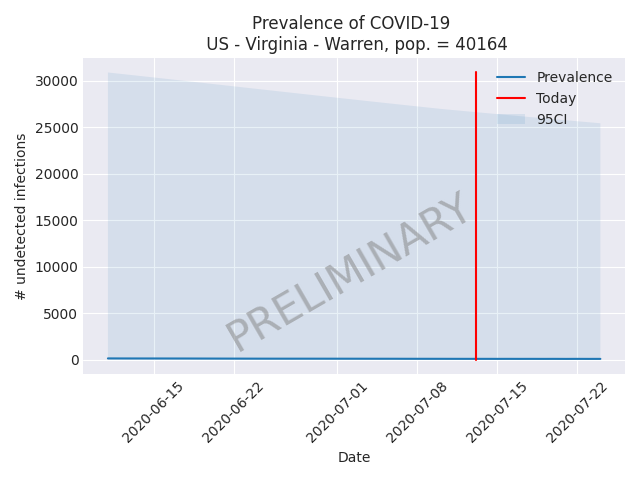 Prevalence of COVID-19
US - Virginia - Warren, pop. = 40164
Prevalence
Today
95CI
30000
25000
20000
15000
10000
5000
0
# undetected infections
PRELIMINARY
2020-06-15
2020-06-22
2020-07-01
2020-07-08
2020-07-15
2020-07-22
Date